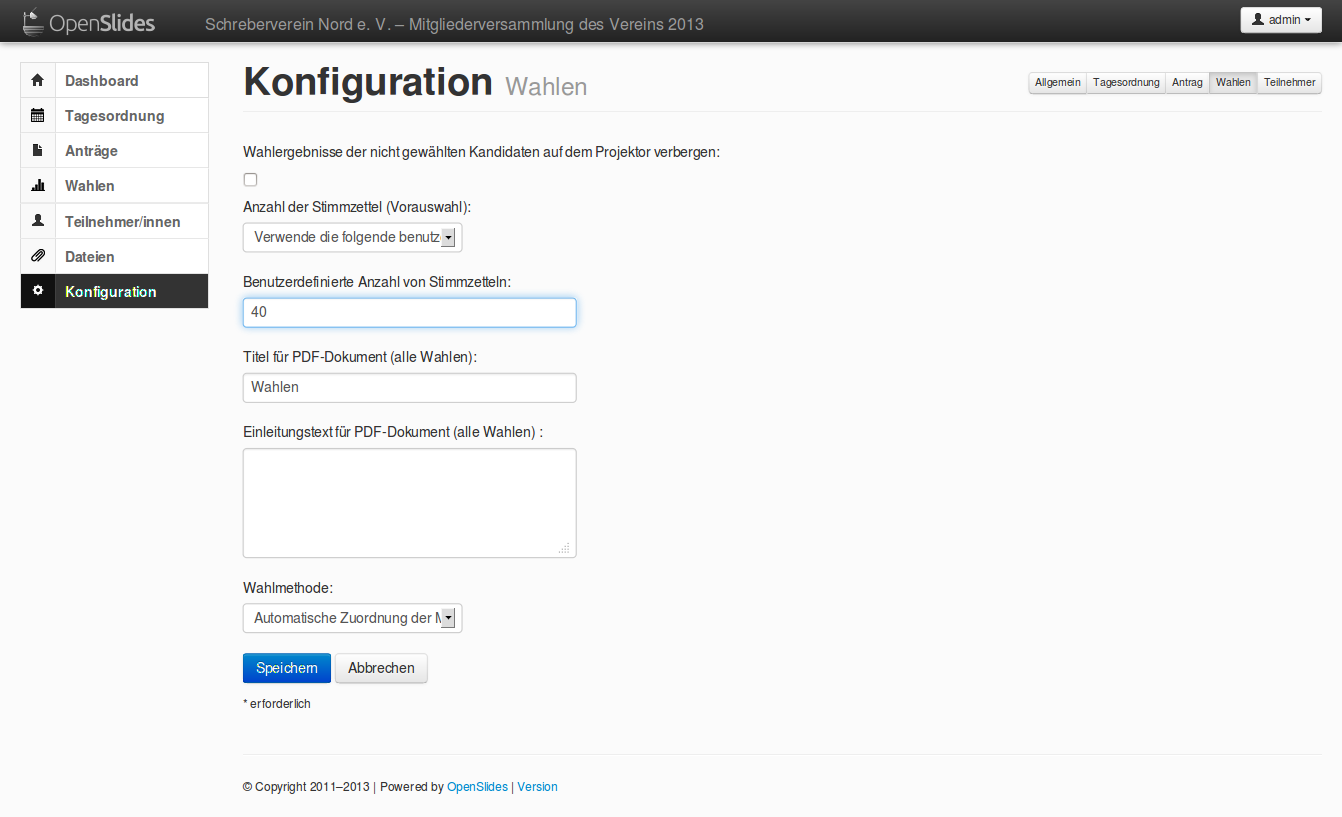 OpenSlides
Schreberverein Nord e. V. – Mitgliederversammlung des Vereins 2013
admin
Dashboard
Tagesordnung
Anträge
Wahlen
Teilnehmer/innen
Dateien
Konfiguration
Konfiguration Wahlen
Allgemein Tagesordnung Antrag Wahlen Teilnehmer
Wahlergebnisse der nicht gewählten Kandidaten auf dem Projektor verbergen:
Anzahl der Stimmzettel (Vorauswahl):
Verwende die folgende benutz
Benutzerdefinierte Anzahl von Stimmzetteln:
40
Titel für PDF-Dokument (alle Wahlen):
Wahlen
Einleitungstext für PDF-Dokument (alle Wahlen) :
Wahlmethode:
Automatische Zuordnung der M
Speichern Abbrechen
* erforderlich
© Copyright 2011–2013 | Powered by OpenSlides | Version